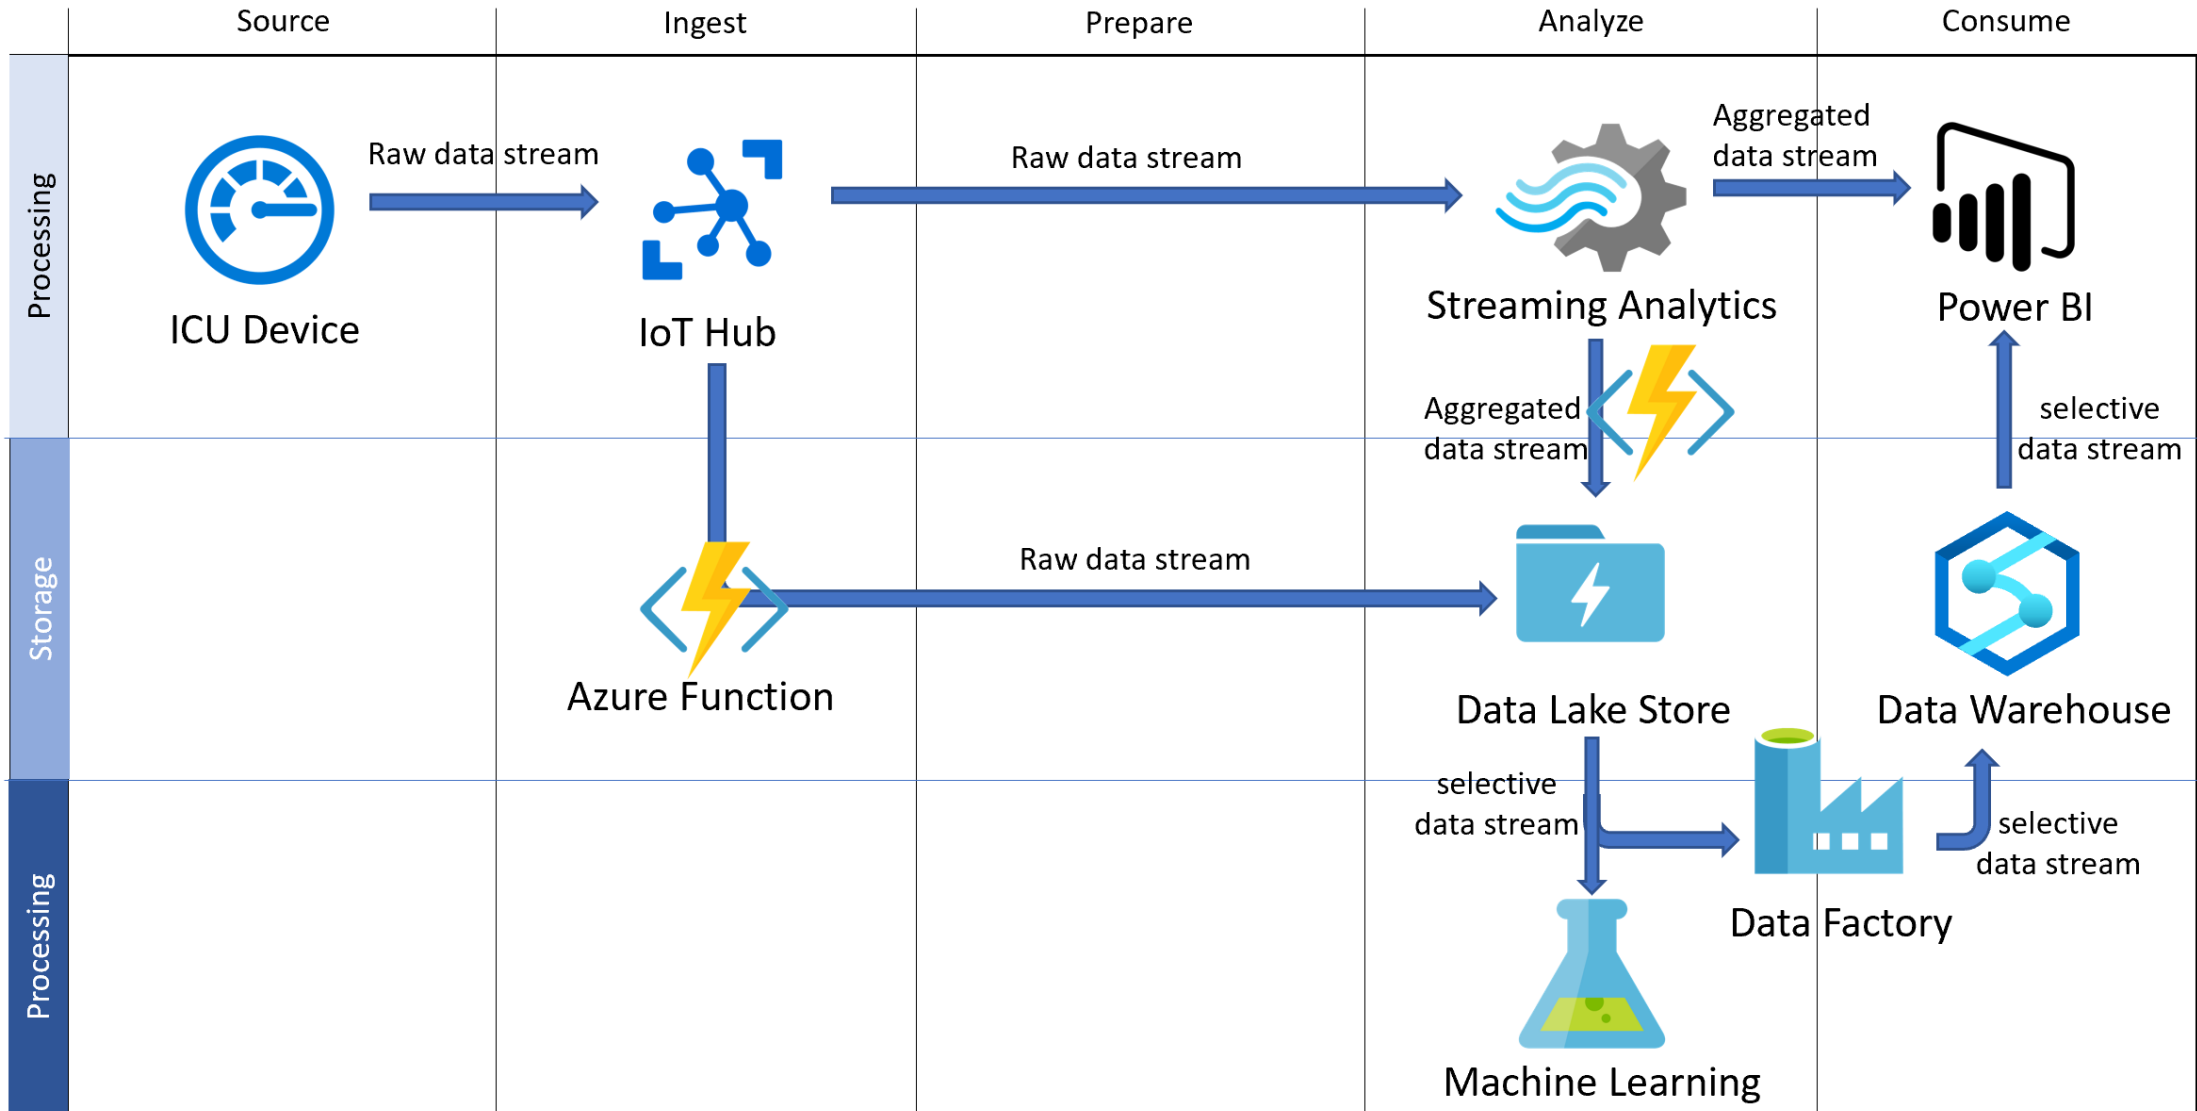 Source
Ingest
Prepare
Analyze
Consume
Processing
Raw data stream
Raw data stream
Aggregated
data stream
ICU Device
IoT Hub
Streaming Analytics
Power BI
Aggregated
data stream
selective
data stream
Storage
Raw data stream
Azure Function
Data Lake Store
Data Warehouse
Processing
selective
data stream
selective
data stream
Data Factory
Machine Learning